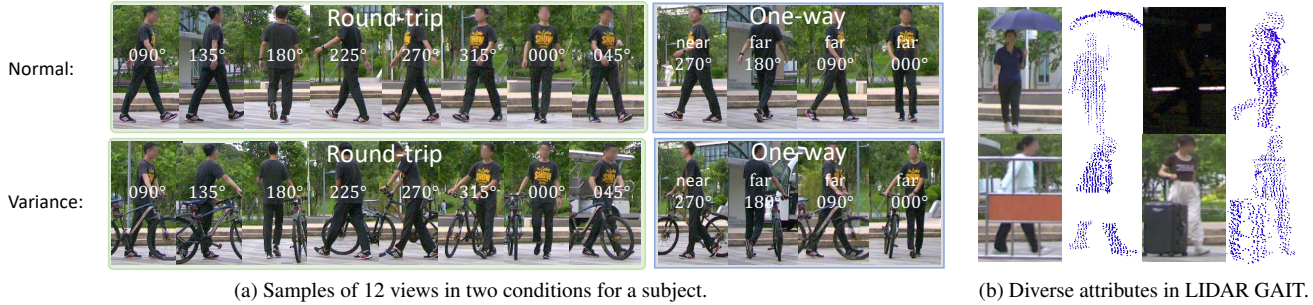 Normal:
Round-trip
090° 135° 180° 225° 270° 315° 000° 045°
One-way
near 270° far 180° far 090° far 000°
Variance:
Round-trip
090° 135° 180° 225° 270° 315° 000° 045°
One-way
near 270° far 180° far 090° far 000°
(a) Samples of 12 views in two conditions for a subject.
(b) Diverse attributes in LIDAR GAIT.